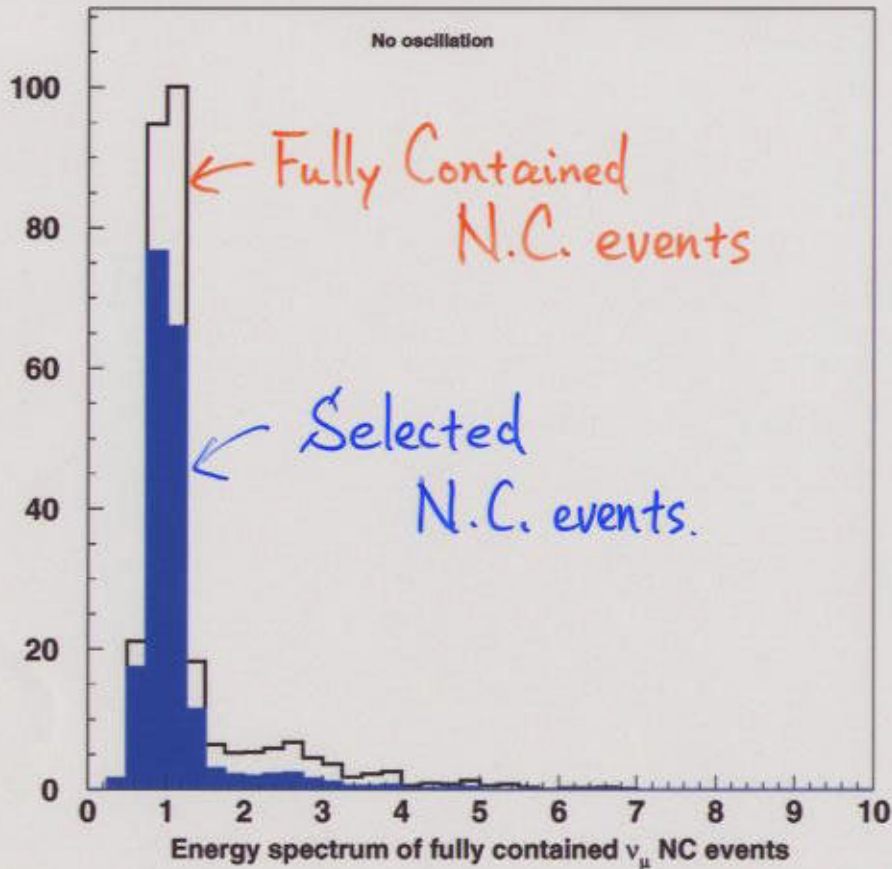 No oscillation
100
80
60
40
20
0
← Fully Contained
N.C. events
← Selected
N.C. events.
0 1 2 3 4 5 6 7 8 9 10
Energy spectrum of fully contained νμ NC events